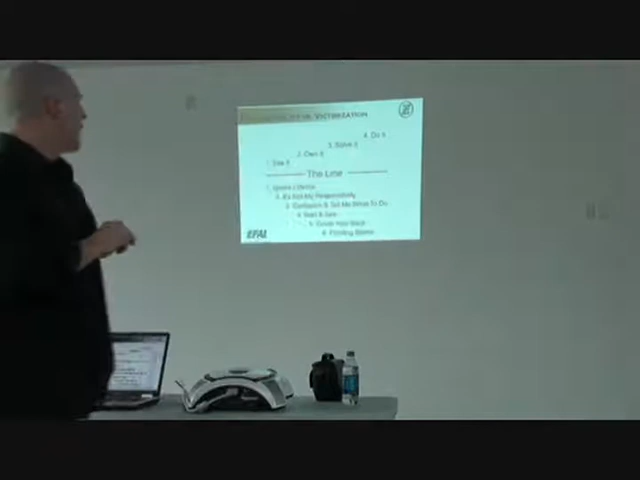 VICTIMIZATION
4. Do it
3. Solve it
2. Own it
1. See it
The Line
1. Ignore / Deny
2. It's Not My Responsibility
3. Confusion & Tell Me What To Do
4. Wait & See
5. Cover Your Back
6. Pointing